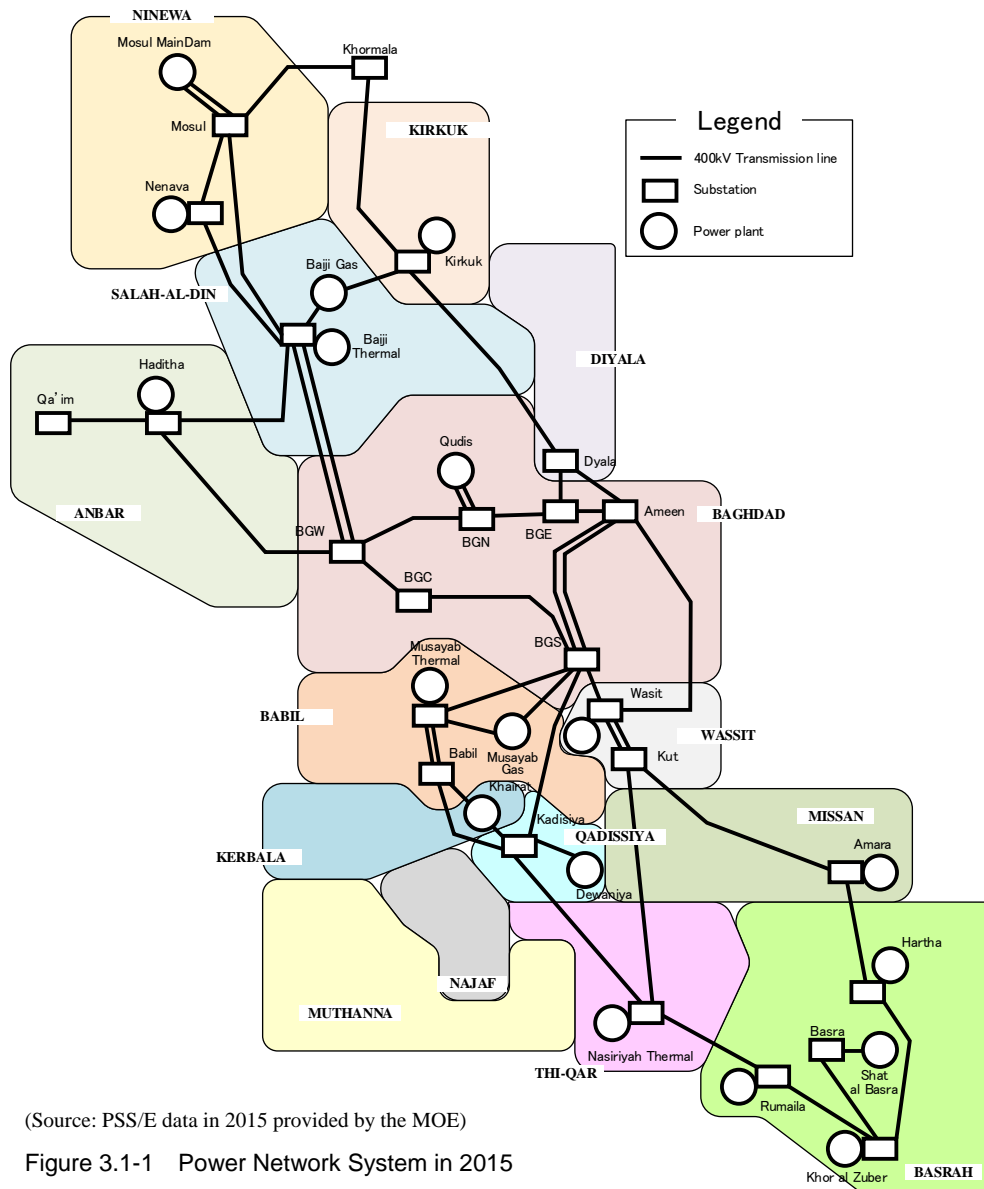 NINEWA
Mosul MainDam
Khormala
Mosul
KIRKUK
Legend
400kV Transmission line
Substation
Power plant
Nenava
Kirkuk
Baiji Gas
SALAH-AL-DIN
Baiji
Thermal
DIYALA
Haditha
Qa'im
Qudis
Dyala
ANBAR
BGW
BGN
BGE
Ameen
BAGHDAD
BGC
BGS
Musayab
Thermal
Wasit
BABIL
WASSIT
Babil
Musayab
Gas
Kut
Khairat
Kadisiya
QADISSIYA
MISSAN
KERBALA
Amara
Dewaniya
Hartha
NAJAF
MUTHANNA
Basra
Nasiriyah Thermal
THI-QAR
Shat
al Basra
Rumaila
Khor al Zuber
BASRAH
(Source: PSS/E data in 2015 provided by the MOE)
Figure 3.1-1 Power Network System in 2015